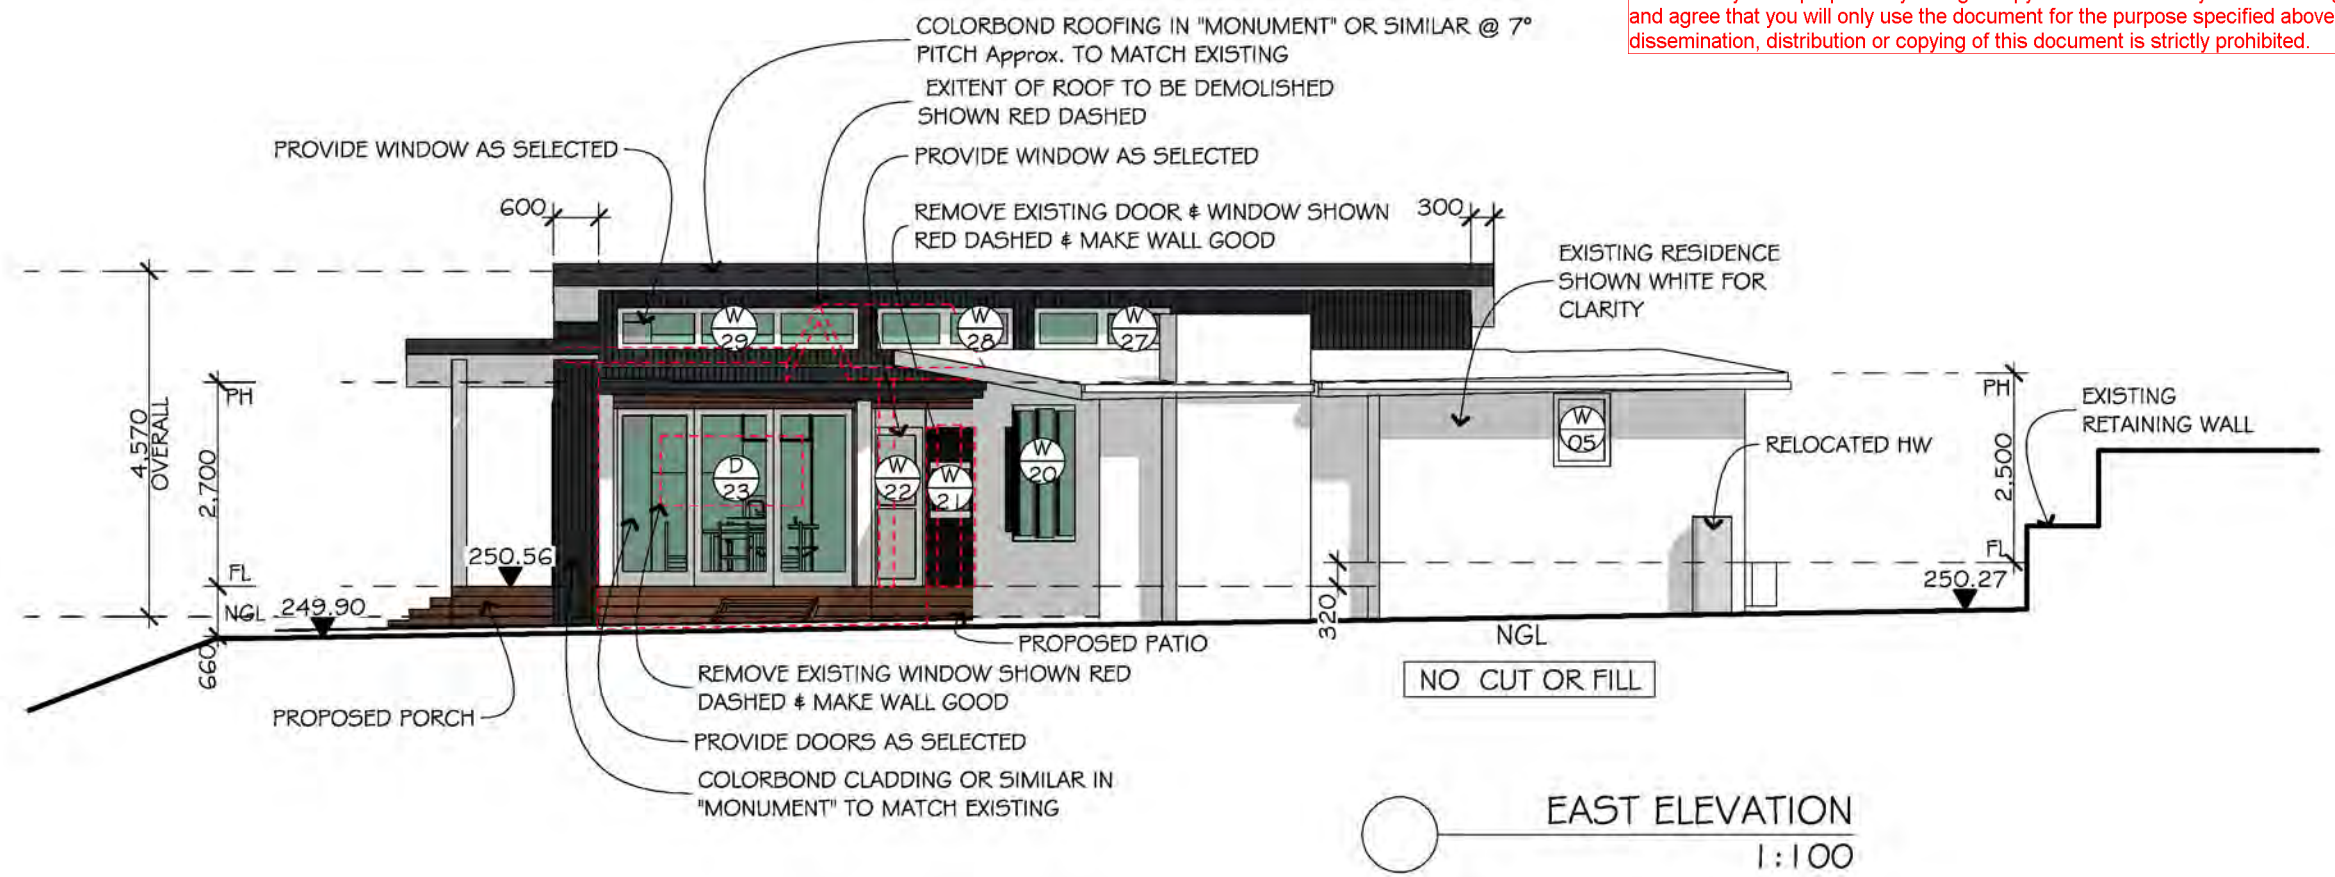 and agree that you will only use the document for the purpose specified above
dissemination, distribution or copying of this document is strictly prohibited.
COLORBOND ROOFING IN "MONUMENT" OR SIMILAR @ 7°
PITCH Approx. TO MATCH EXISTING
EXITENT OF ROOF TO BE DEMOLISHED
SHOWN RED DASHED
PROVIDE WINDOW AS SELECTED
PROVIDE WINDOW AS SELECTED
REMOVE EXISTING DOOR & WINDOW SHOWN
RED DASHED & MAKE WALL GOOD
600
300
EXISTING RESIDENCE
SHOWN WHITE FOR
CLARITY
W
29
W
28
W
27
4,570
OVERALL
2,700
PH
FL
NGL
660
249.90
250.56
D
23
W
22
W
21
W
20
W
05
RELOCATED HW
PH
2,500
FL
250.27
EXISTING
RETAINING WALL
320
NGL
NO CUT OR FILL
PROPOSED PATIO
PROPOSED PORCH
REMOVE EXISTING WINDOW SHOWN RED
DASHED & MAKE WALL GOOD
PROVIDE DOORS AS SELECTED
COLORBOND CLADDING OR SIMILAR IN
"MONUMENT" TO MATCH EXISTING
EAST ELEVATION
1:100